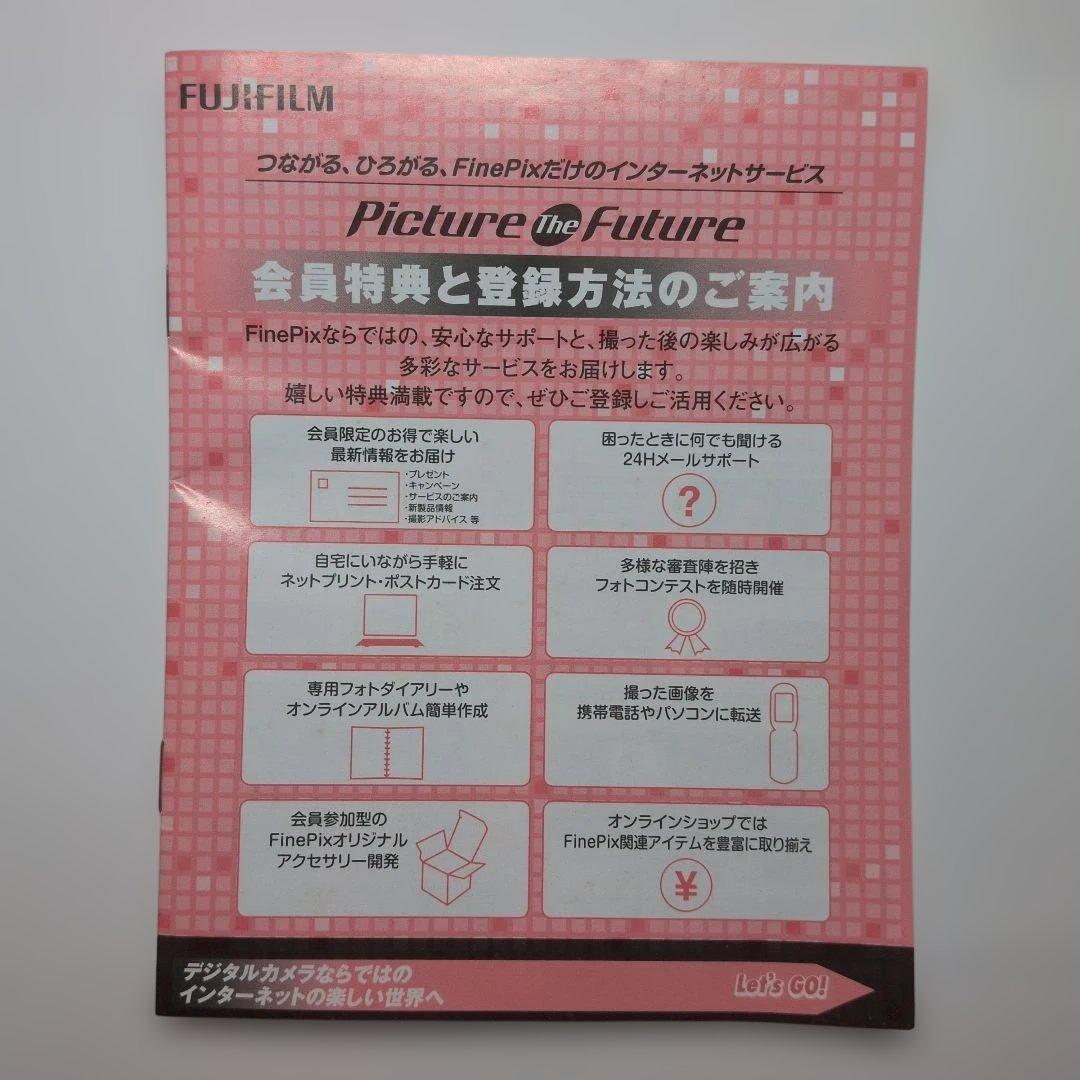 FUJIFILM
つながる、ひろがる、FinePixだけのインターネットサービス
Picture The Future
会員特典と登録方法のご案内
FinePixならではの、安心なサポートと、撮った後の楽しみが広がる
多彩なサービスをお届けします。
嬉しい特典満載ですので、ぜひご登録しご活用ください。
会員限定のお得で楽しい
最新情報をお届け
・プレゼント
・キャンペーン
・サービスのご案内
・新製品情報
・撮影アドバイス 等
困ったときに何でも聞ける
24Hメールサポート
?
自宅にいながら手軽に
ネットプリント・ポストカード注文
多様な審査陣を招き
フォトコンテストを随時開催
専用フォトダイアリーや
オンラインアルバム簡単作成
撮った画像を
携帯電話やパソコンに転送
会員参加型の
FinePixオリジナル
アクセサリー開発
オンラインショップでは
FinePix関連アイテムを豊富に取り揃え
¥
デジタルカメラならではの
インターネットの楽しい世界へ
Let's GO!